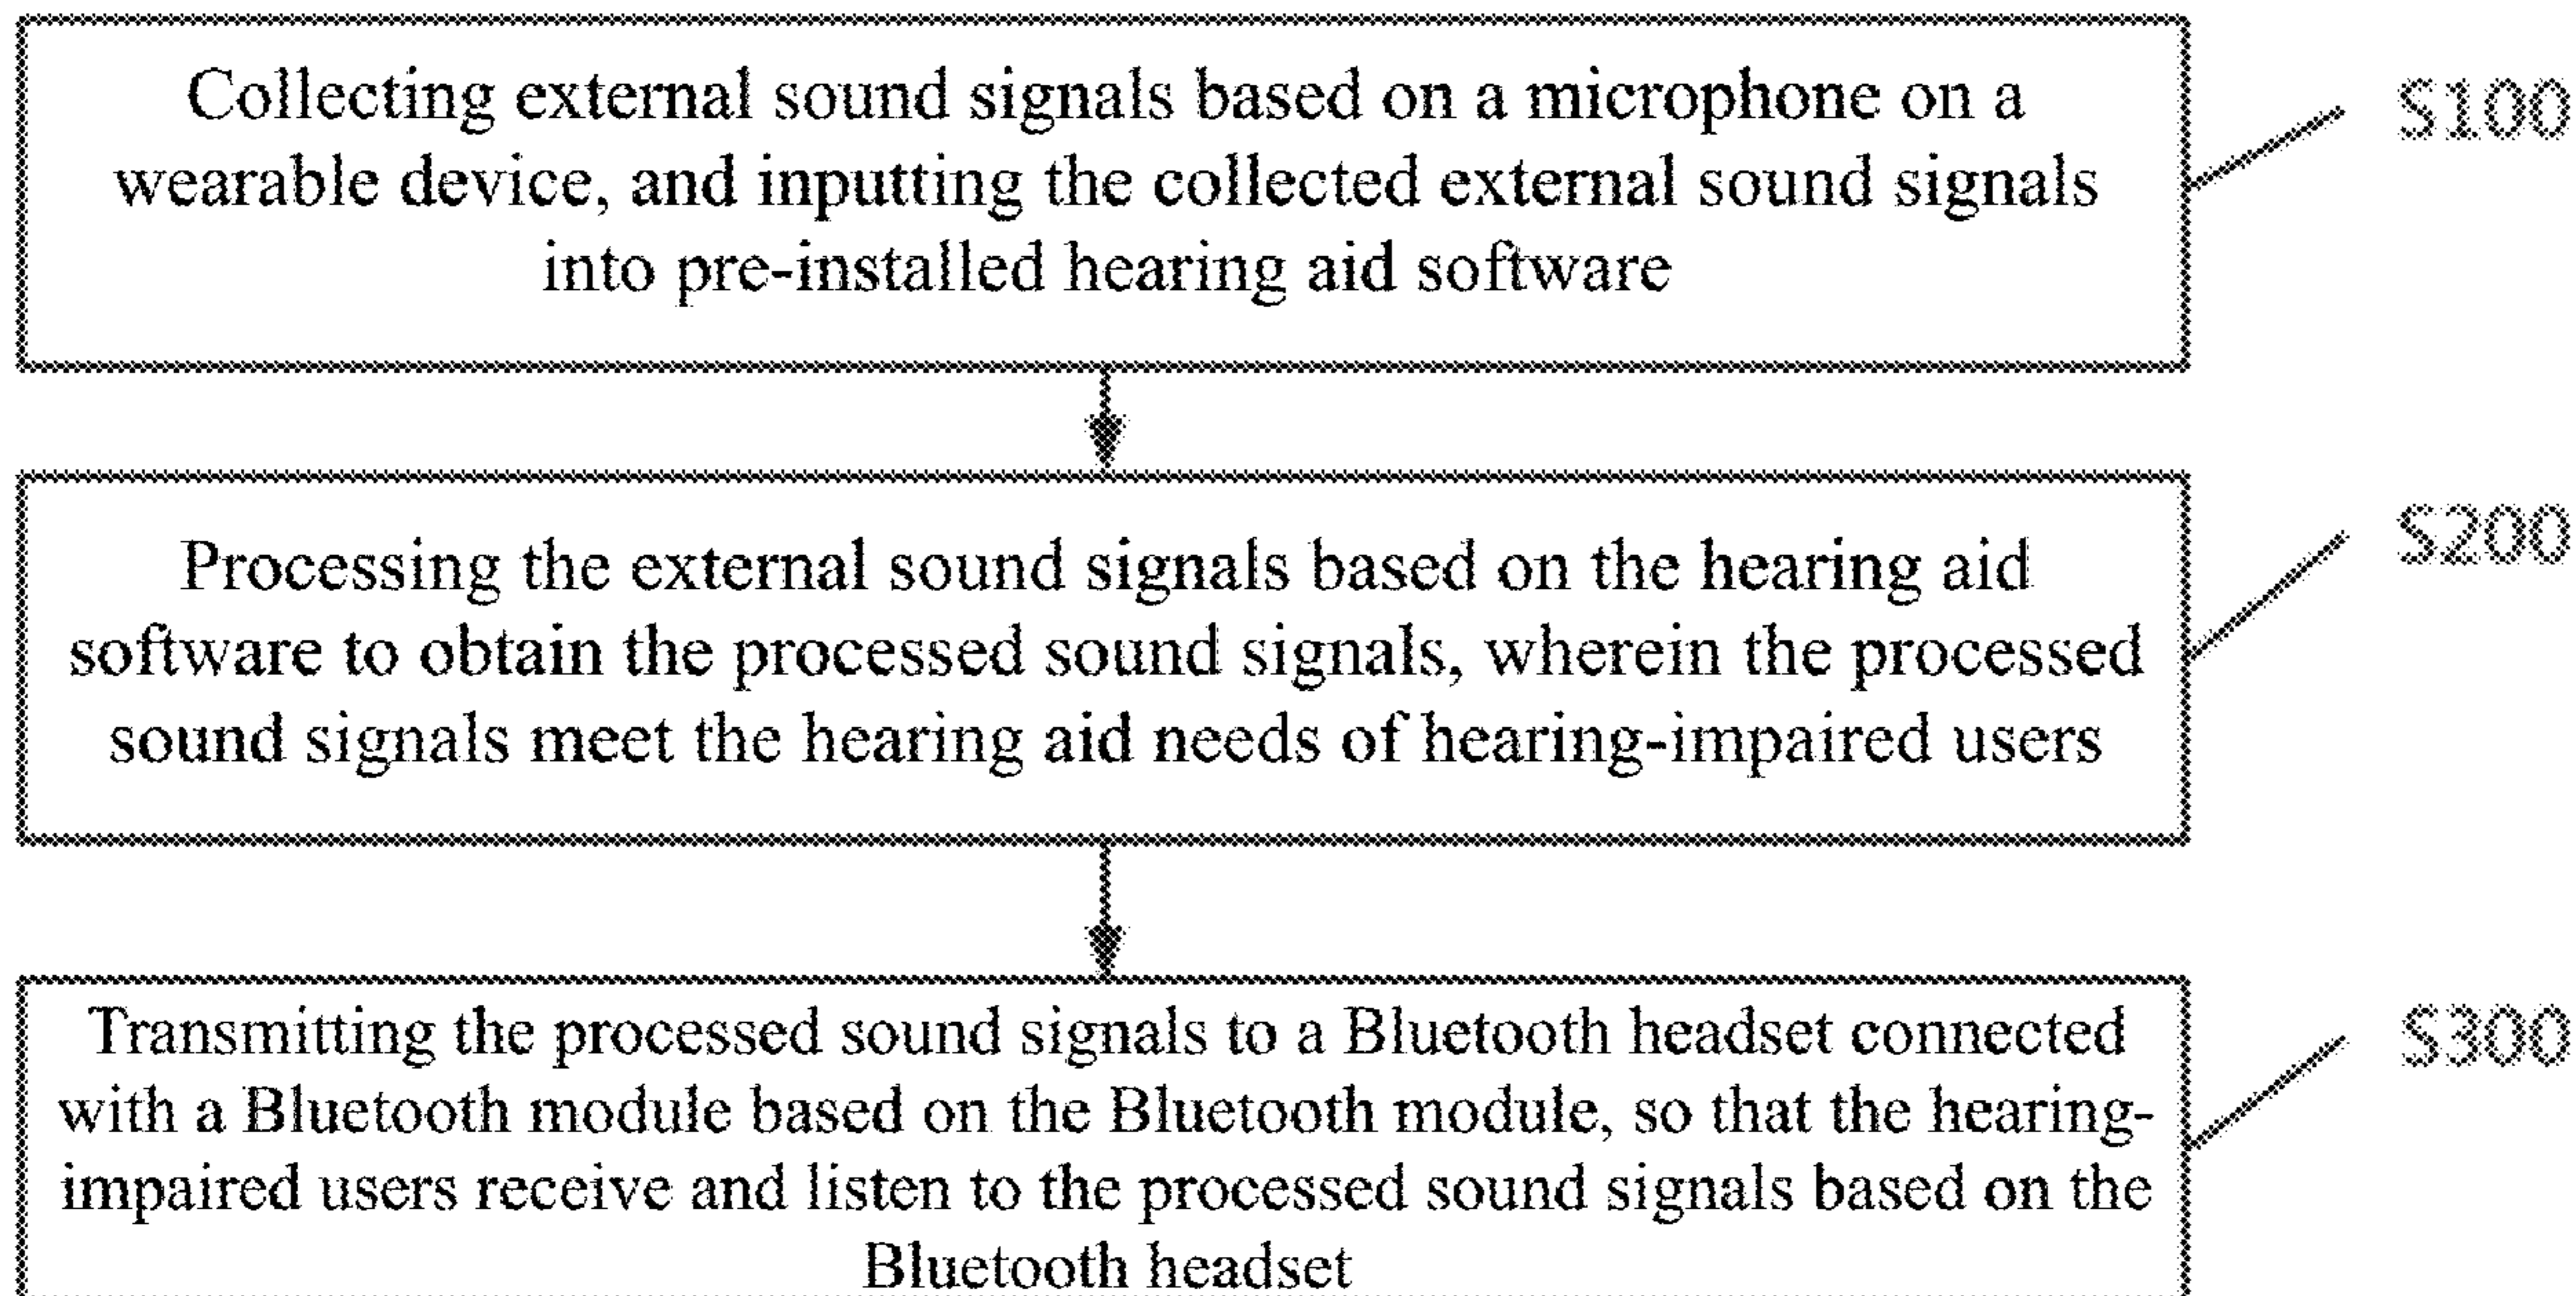 Collecting external sound signals based on a microphone on a
wearable device, and inputting the collected external sound signals
into pre-installed hearing aid software
S100
Processing the external sound signals based on the hearing aid
software to obtain the processed sound signals, wherein the processed
sound signals meet the hearing aid needs of hearing-impaired users
S200
Transmitting the processed sound signals to a Bluetooth headset connected
with a Bluetooth module based on the Bluetooth module, so that the hearing-
impaired users receive and listen to the processed sound signals based on the
Bluetooth headset
S300